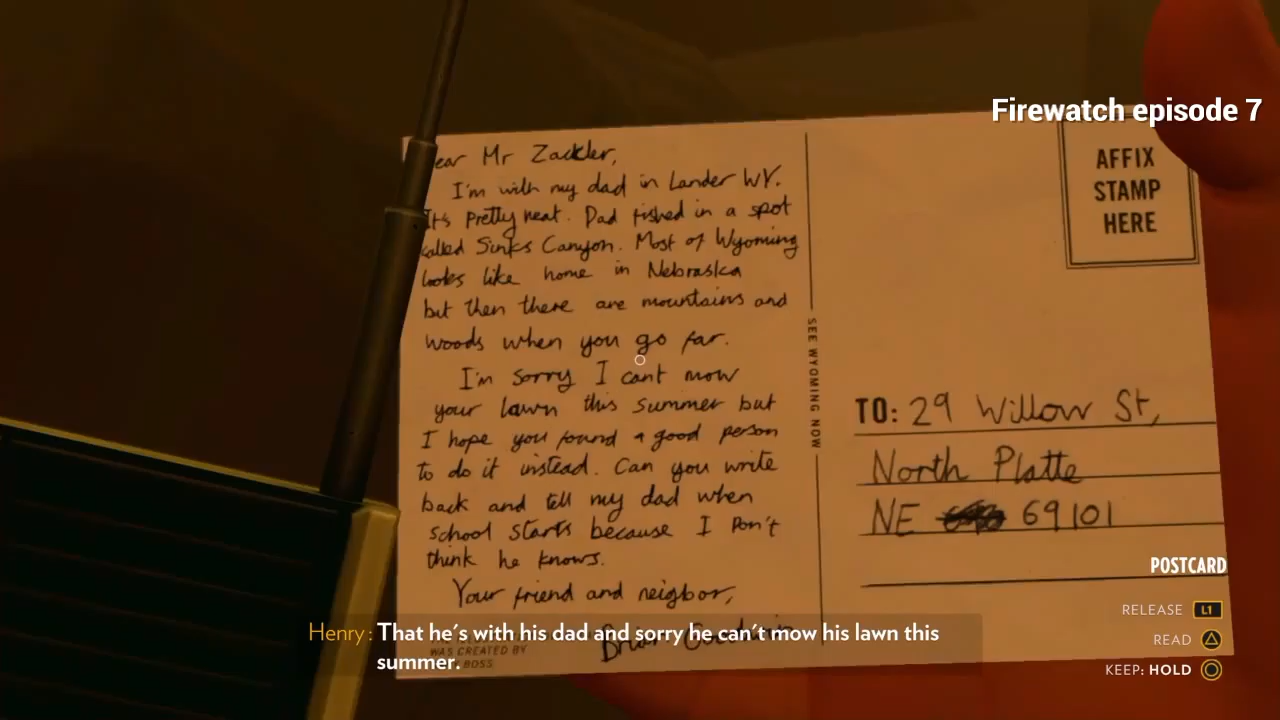 Firewatch episode 7
ear Mr Zackler,
I'm with my dad in Lander WY.
It's pretty neat. Dad fished in a spot
called Sinks Canyon. Most of Wyoming
looks like home in Nebraska
but then there are mountains and
woods when you go far.
I'm sorry I cant mow
your lawn this summer but
I hope you found a good person
to do it instead. Can you write
back and tell my dad when
school starts because I Don't
think he knows.
Your friend and neigbor,
Brian
WAS CREATED BY
BOSS
SEE WYOMING NOW
AFFIX
STAMP
HERE
TO: 29 Willow St,
North Platte
NE 69101
POSTCARD
RELEASE L1
READ
KEEP: HOLD
Henry: That he's with his dad and sorry he can't mow his lawn this
summer.